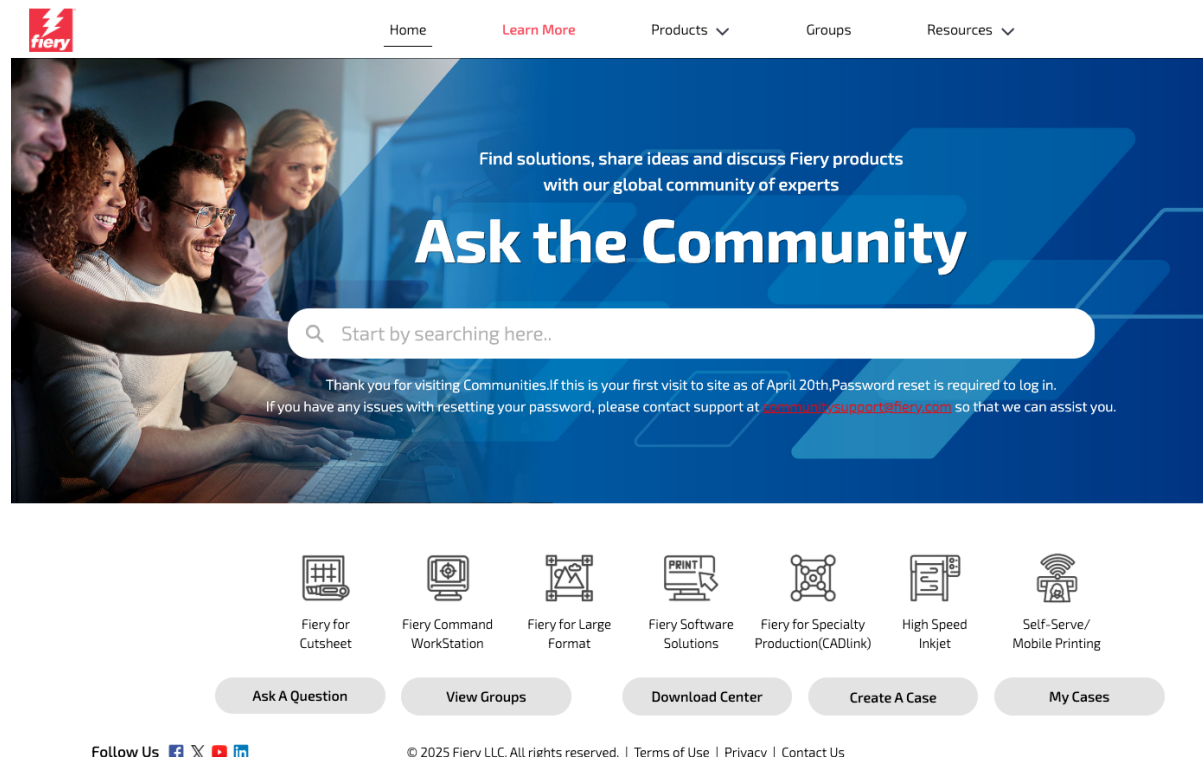 fiery
Home
Learn More
Products
Groups
Resources
Find solutions, share ideas and discuss Fiery products
with our global community of experts
Ask the Community
Start by searching here..
Thank you for visiting Communities.If this is your first visit to site as of April 20th,Password reset is required to log in.
If you have any issues with resetting your password, please contact support at communitysupport@fiery.com so that we can assist you.
PRINT
Fiery for
Cutsheet
Fiery Command
WorkStation
Fiery for Large
Format
Fiery Software
Solutions
Fiery for Specialty
Production(CADlink)
High Speed
Inkjet
Self-Serve/
Mobile Printing
Ask A Question
View Groups
Download Center
Create A Case
My Cases
Follow Us
© 2025 Fiery LLC. All rights reserved. | Terms of Use | Privacy | Contact Us